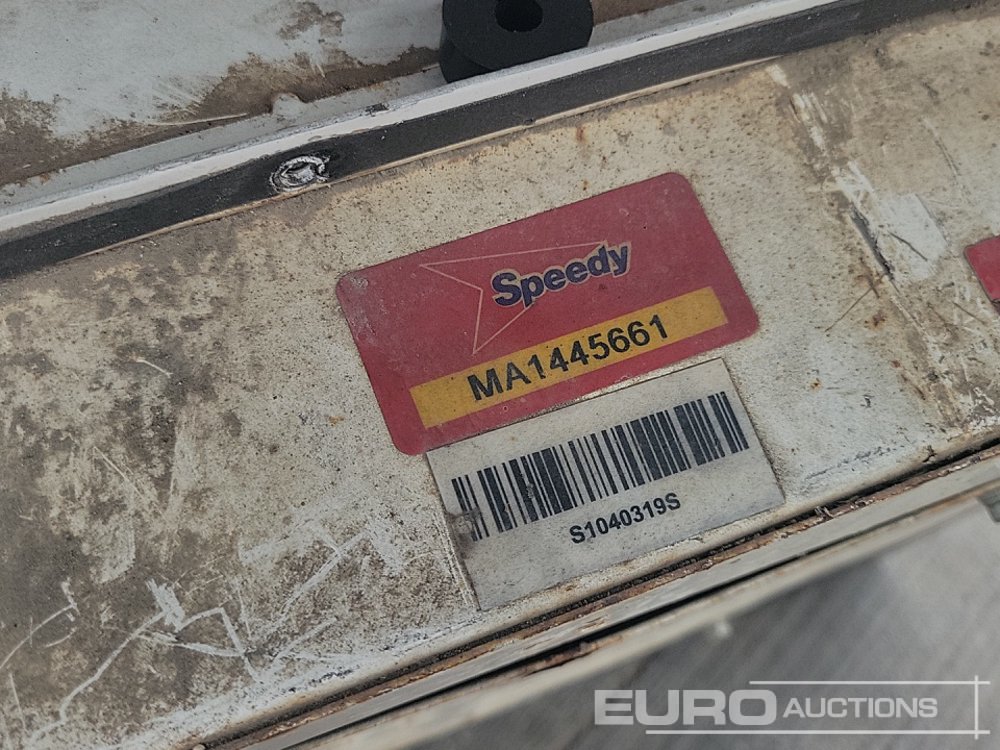 Speedy
MA1445661
S1040319S
EURO AUCTIONS